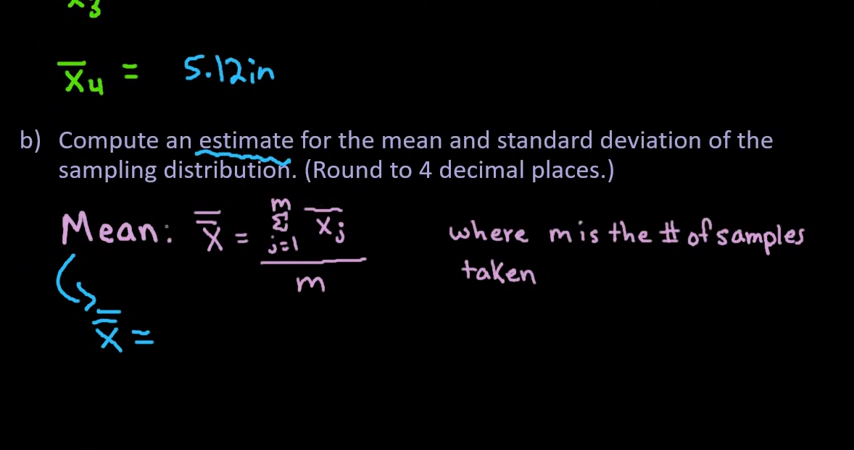 x̄3
x̄4 = 5.12in
b) Compute an estimate for the mean and standard deviation of the
sampling distribution. (Round to 4 decimal places.)
Mean: x̿ = Σ_{j=1}^{m} x̄j / m where m is the # of samples
taken
x̿ =